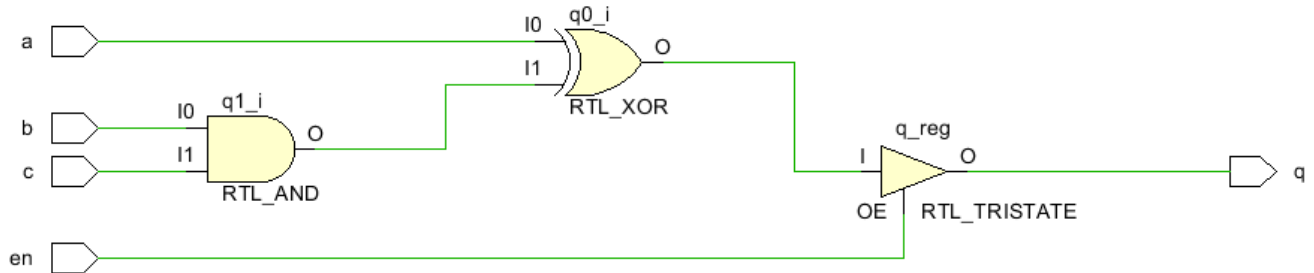 a
I0
q0_i
O
I1
RTL_XOR
b
I0
q1_i
O
c
I1
RTL_AND
q_reg
I
O
q
OE
RTL_TRISTATE
en